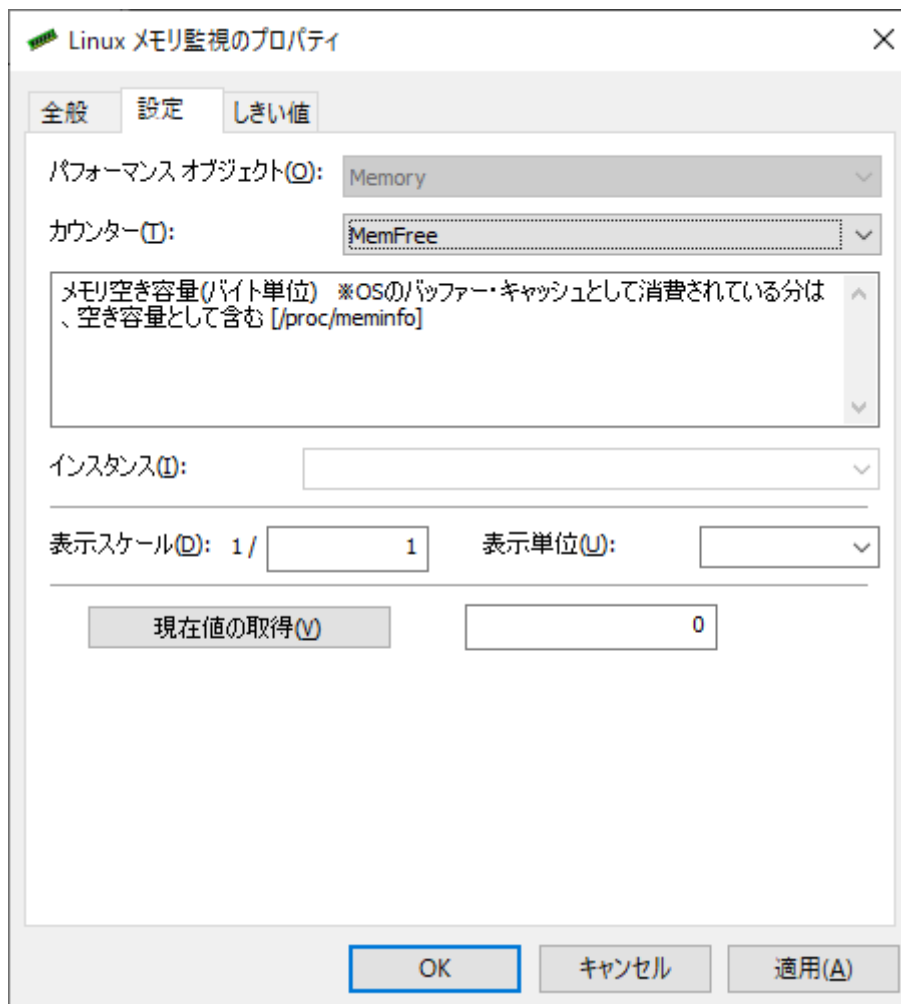 Linux メモリ監視のプロパティ
全般 設定 しきい値
パフォーマンス オブジェクト(O): Memory
カウンター(T): MemFree
メモリ空き容量(バイト単位) ※OSのバッファー・キャッシュとして消費されている分は
、空き容量として含む [/proc/meminfo]
インスタンス(I):
表示スケール(D): 1 / 1 表示単位(U):
現在値の取得(V) 0
OK キャンセル 適用(A)